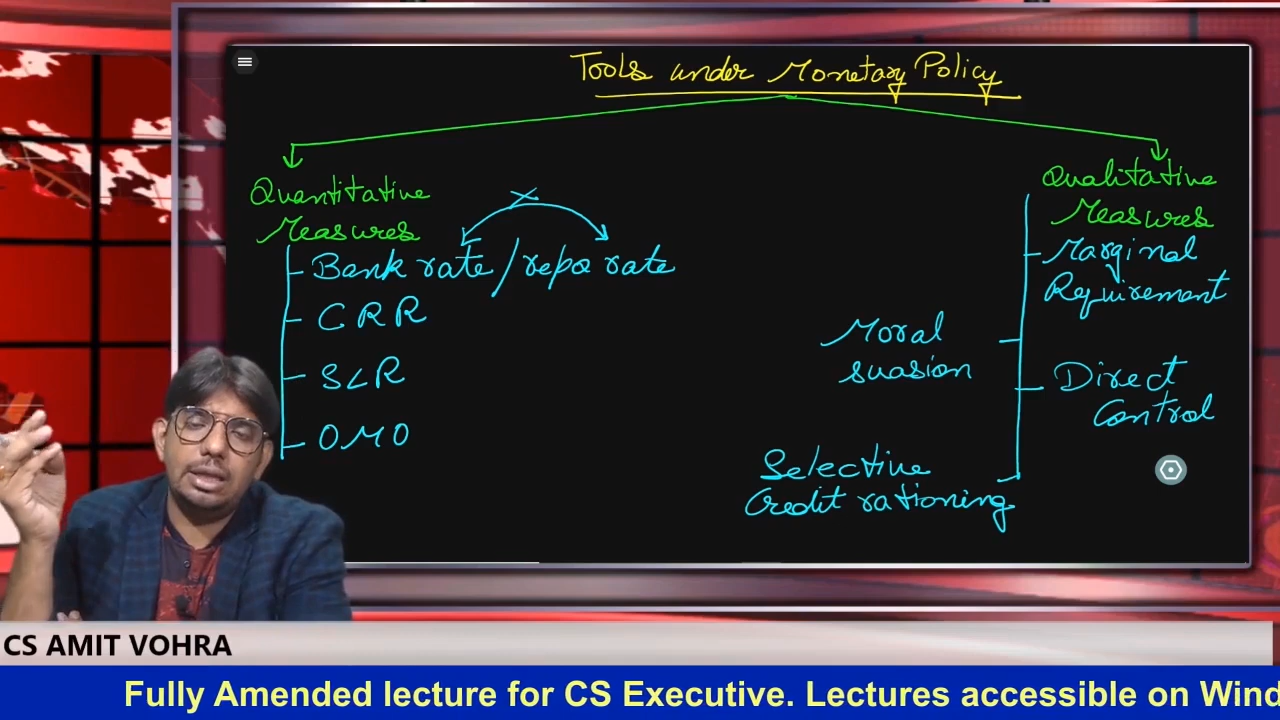 Tools under Monetary Policy
Quantitative
Measures
Bank rate/repo rate
CRR
SLR
OMO
Qualitative
Measures
Marginal
Requirement
Moral
suasion
Direct
Control
Selective
Credit rationing
CS AMIT VOHRA
Fully Amended lecture for CS Executive. Lectures accessible on Wind